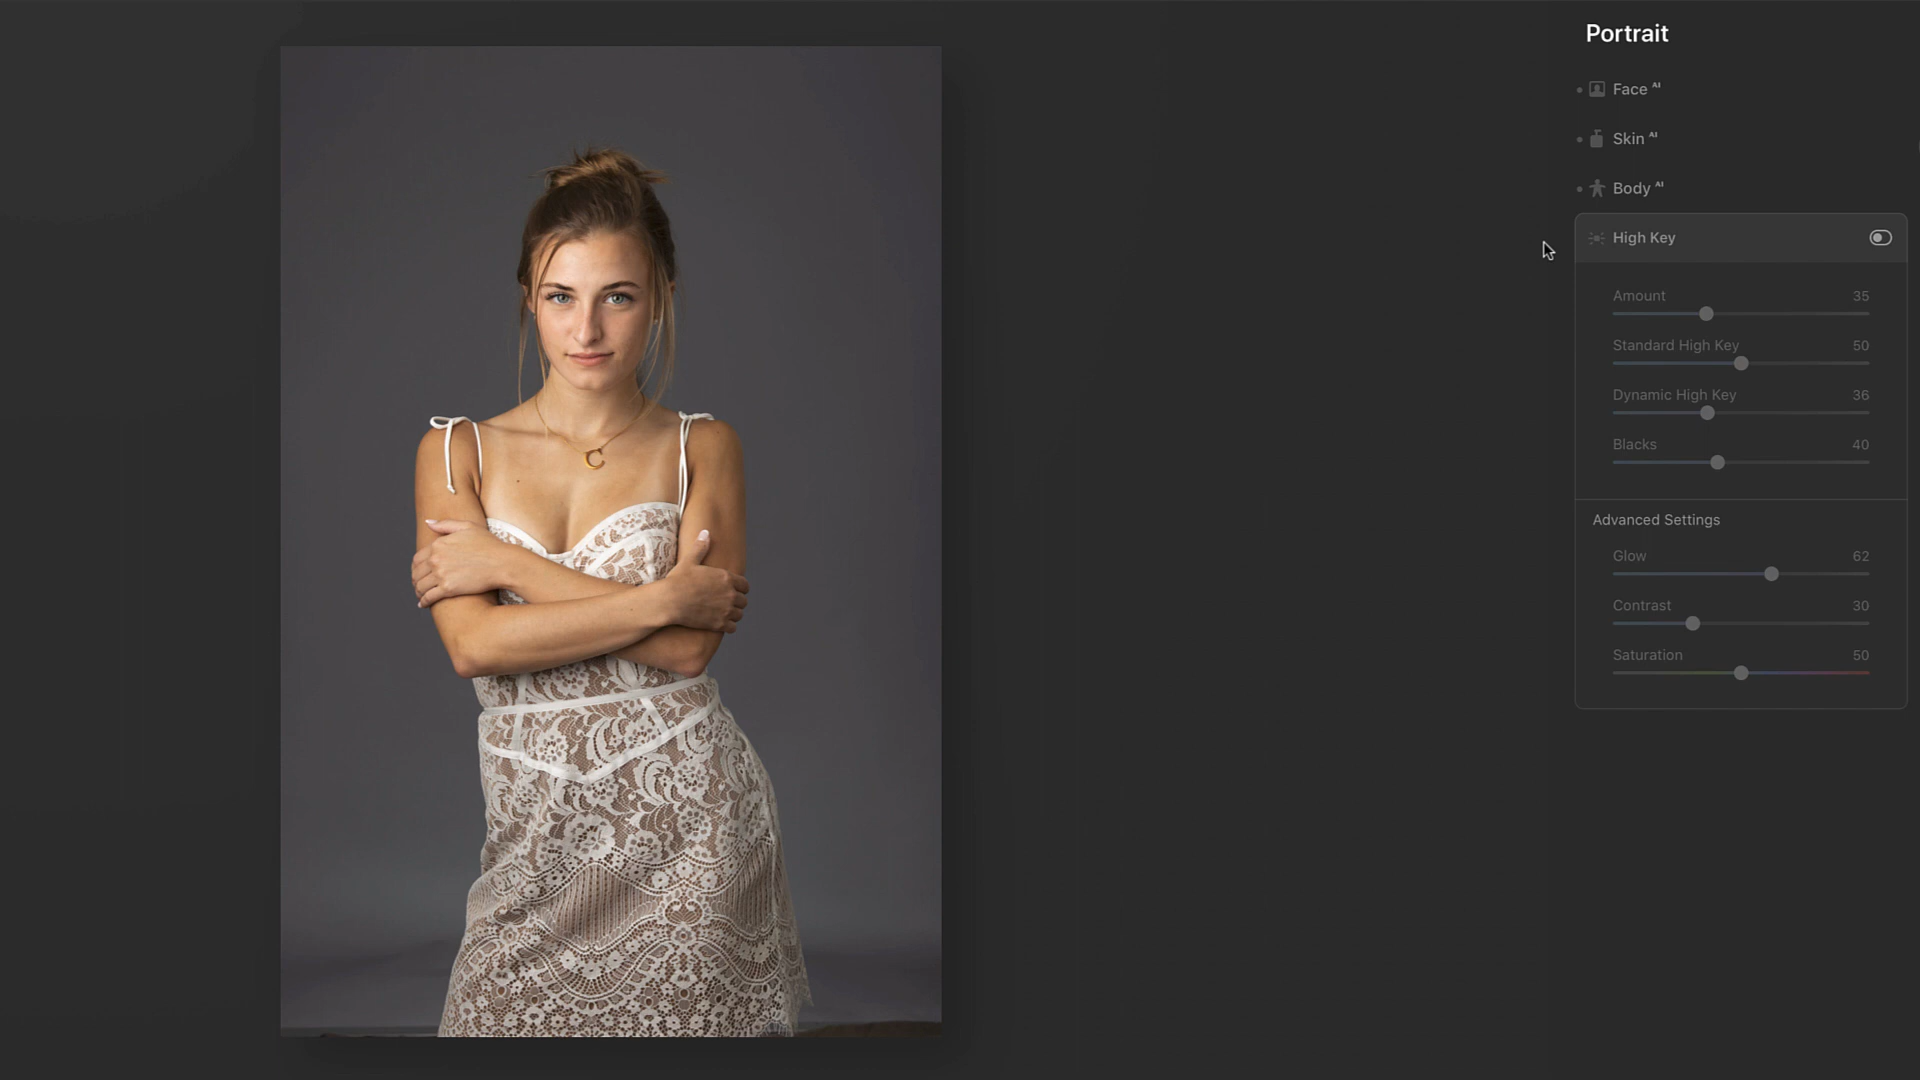 Portrait
Face AI
Skin AI
Body AI
High Key
Amount 35
Standard High Key 50
Dynamic High Key 36
Blacks 40
Advanced Settings
Glow 62
Contrast 30
Saturation 50
C